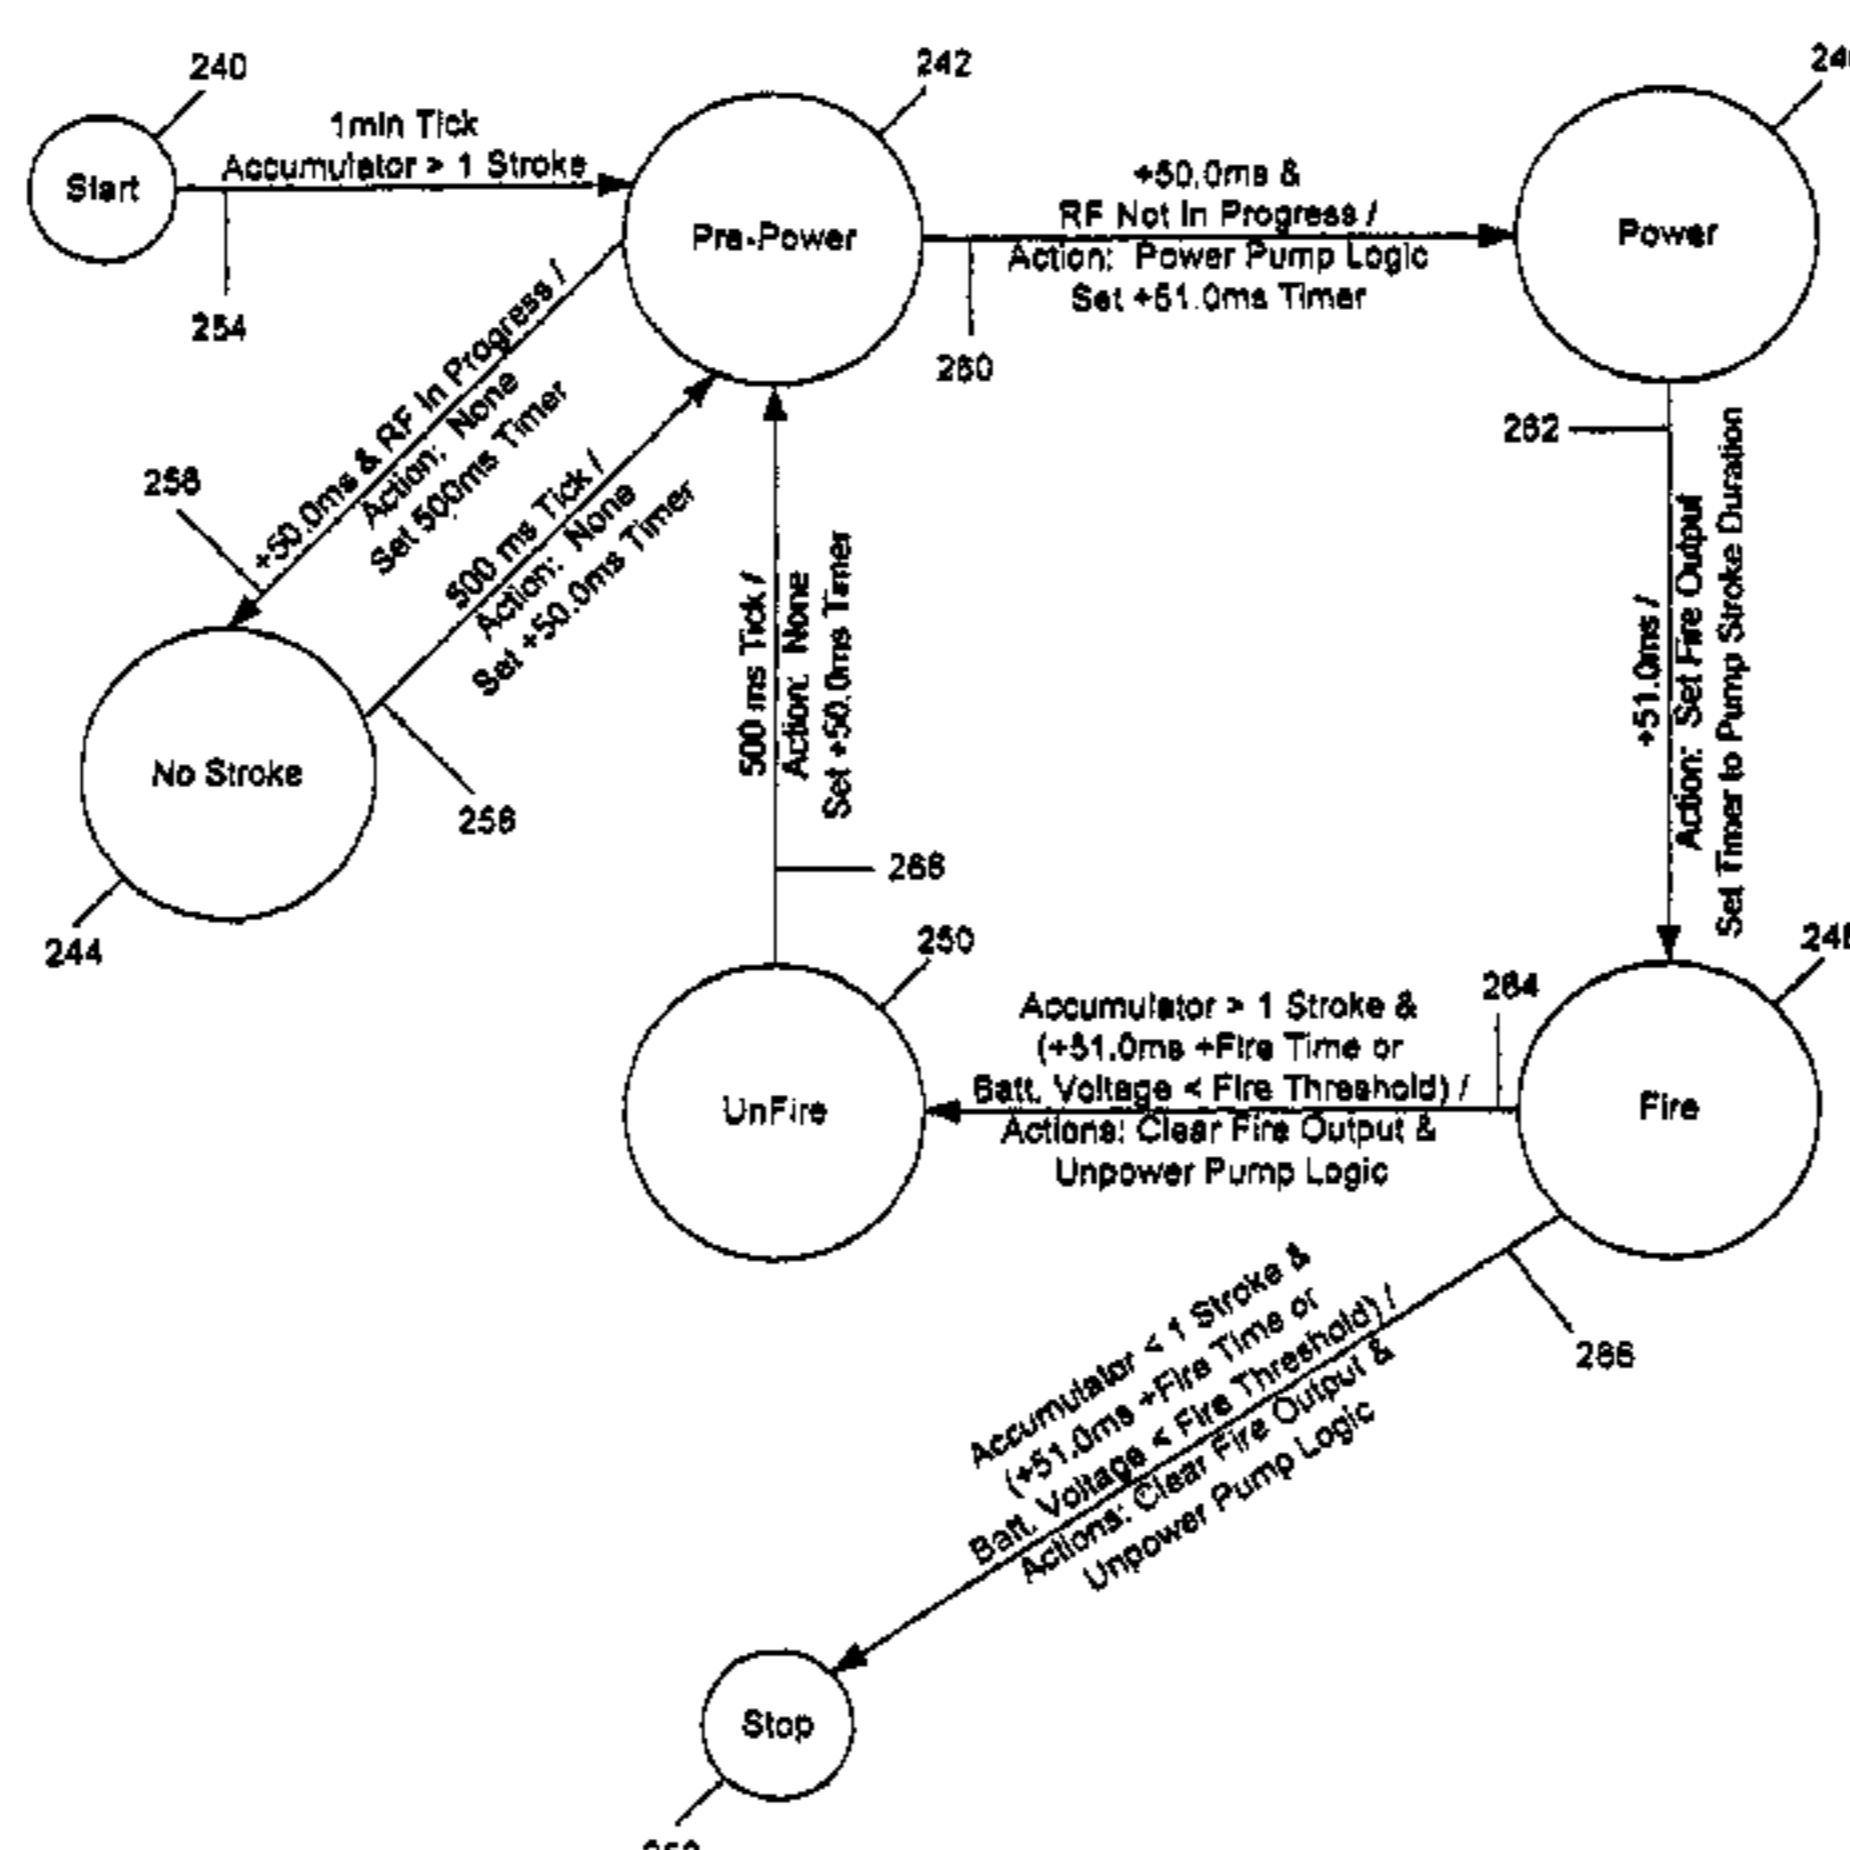 240
Start
1min Tick
Accumulator > 1 Stroke
254
242
Pre-Power
+50.0ms &
RF Not In Progress /
Action: Power Pump Logic
Set +51.0ms Timer
260
Power
+50.0ms & RF In Progress /
Action: None
Set 500ms Timer
258
500 ms Tick /
Action: None
Set +50.0ms Timer
256
No Stroke
244
500 ms Tick /
Action: None
Set +50.0ms Timer
266
262
+51.0ms /
Action: Set Fire Output
Set Timer to Pump Stroke Duration
250
UnFire
Accumulator > 1 Stroke &
(+51.0ms +Fire Time or
Batt. Voltage < Fire Threshold) /
Actions: Clear Fire Output &
Unpower Pump Logic
264
Fire
Accumulator < 1 Stroke &
(+51.0ms +Fire Time or
Batt. Voltage < Fire Threshold) /
Actions: Clear Fire Output &
Unpower Pump Logic
266
Stop